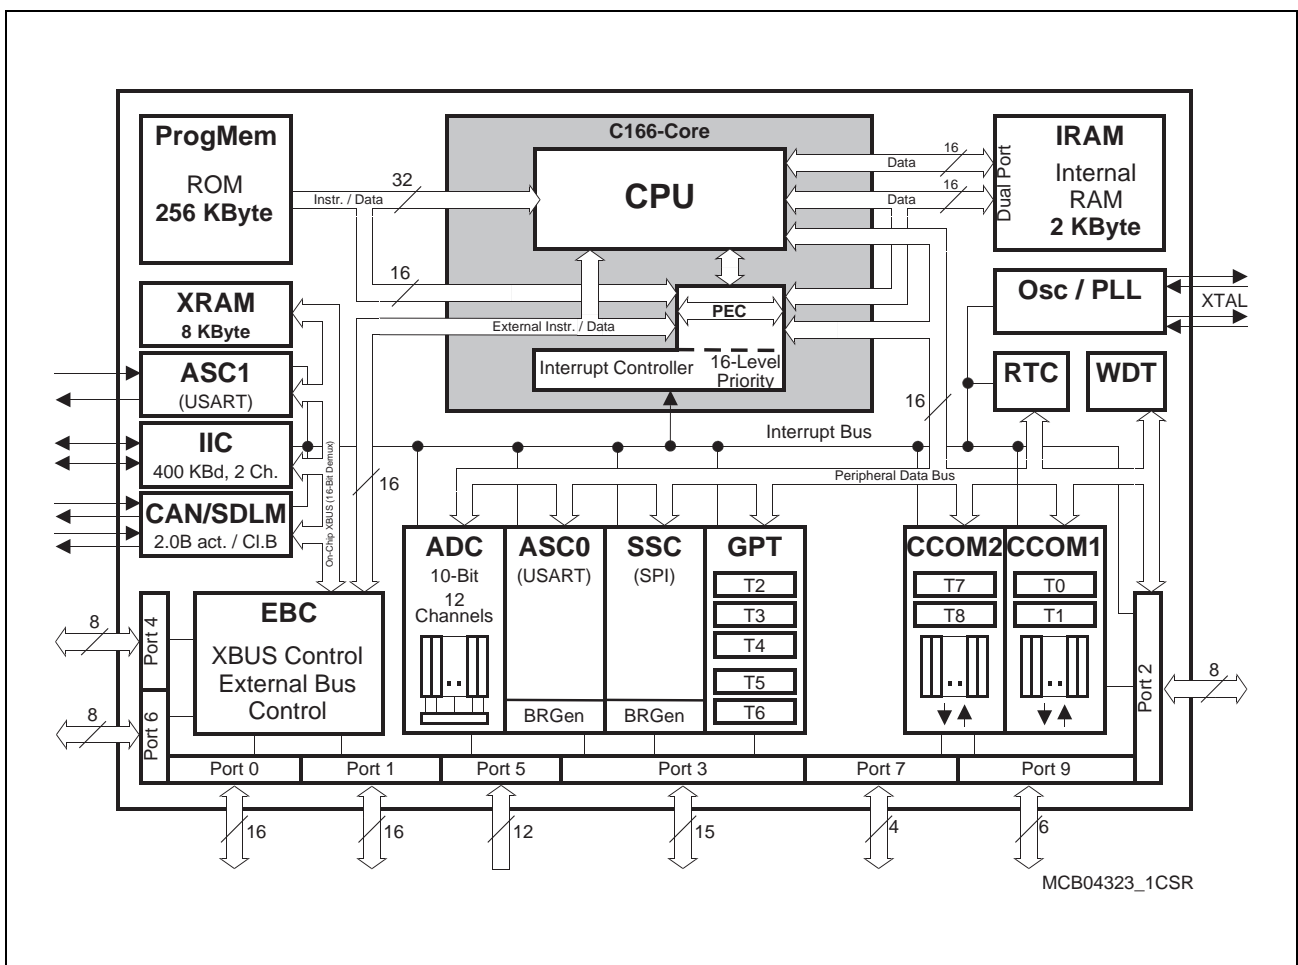 C166-Core
ProgMem
ROM
256 KByte
32
Instr. / Data
CPU
16
Data
16
Data
Dual Port
IRAM
Internal
RAM
2 KByte
16
XRAM
8 KByte
External Instr. / Data
PEC
Osc / PLL
XTAL
ASC1
(USART)
Interrupt Controller
16-Level
Priority
RTC
WDT
16
IIC
400 KBd, 2 Ch.
Interrupt Bus
On-Chip XBUS (16-Bit Demux)
16
Peripheral Data Bus
CAN/SDLM
2.0B act. / Cl.B
ADC
10-Bit
12
Channels
ASC0
(USART)
BRGen
SSC
(SPI)
BRGen
GPT
T2
T3
T4
T5
T6
CCOM2
T7
T8
CCOM1
T0
T1
EBC
XBUS Control
External Bus
Control
8
Port 4
8
Port 6
Port 2
8
Port 0
Port 1
Port 5
Port 3
Port 7
Port 9
16
16
12
15
4
6
MCB04323_1CSR